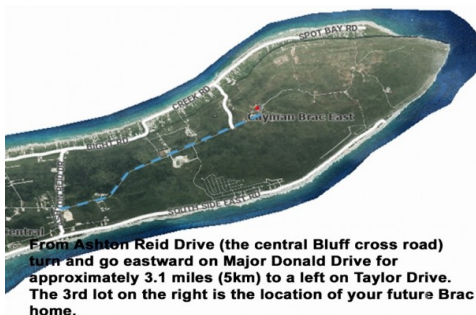 SPOT BAY RD
CREEK RD
Cayman Brac East
BIGHT RD
SOUTH SIDE EAST RD
Central
From Ashton Reid Drive (the central Bluff cross road)
turn and go eastward on Major Donald Drive for
approximately 3.1 miles (5km) to a left on Taylor Drive.
The 3rd lot on the right is the location of your future Brac
home.